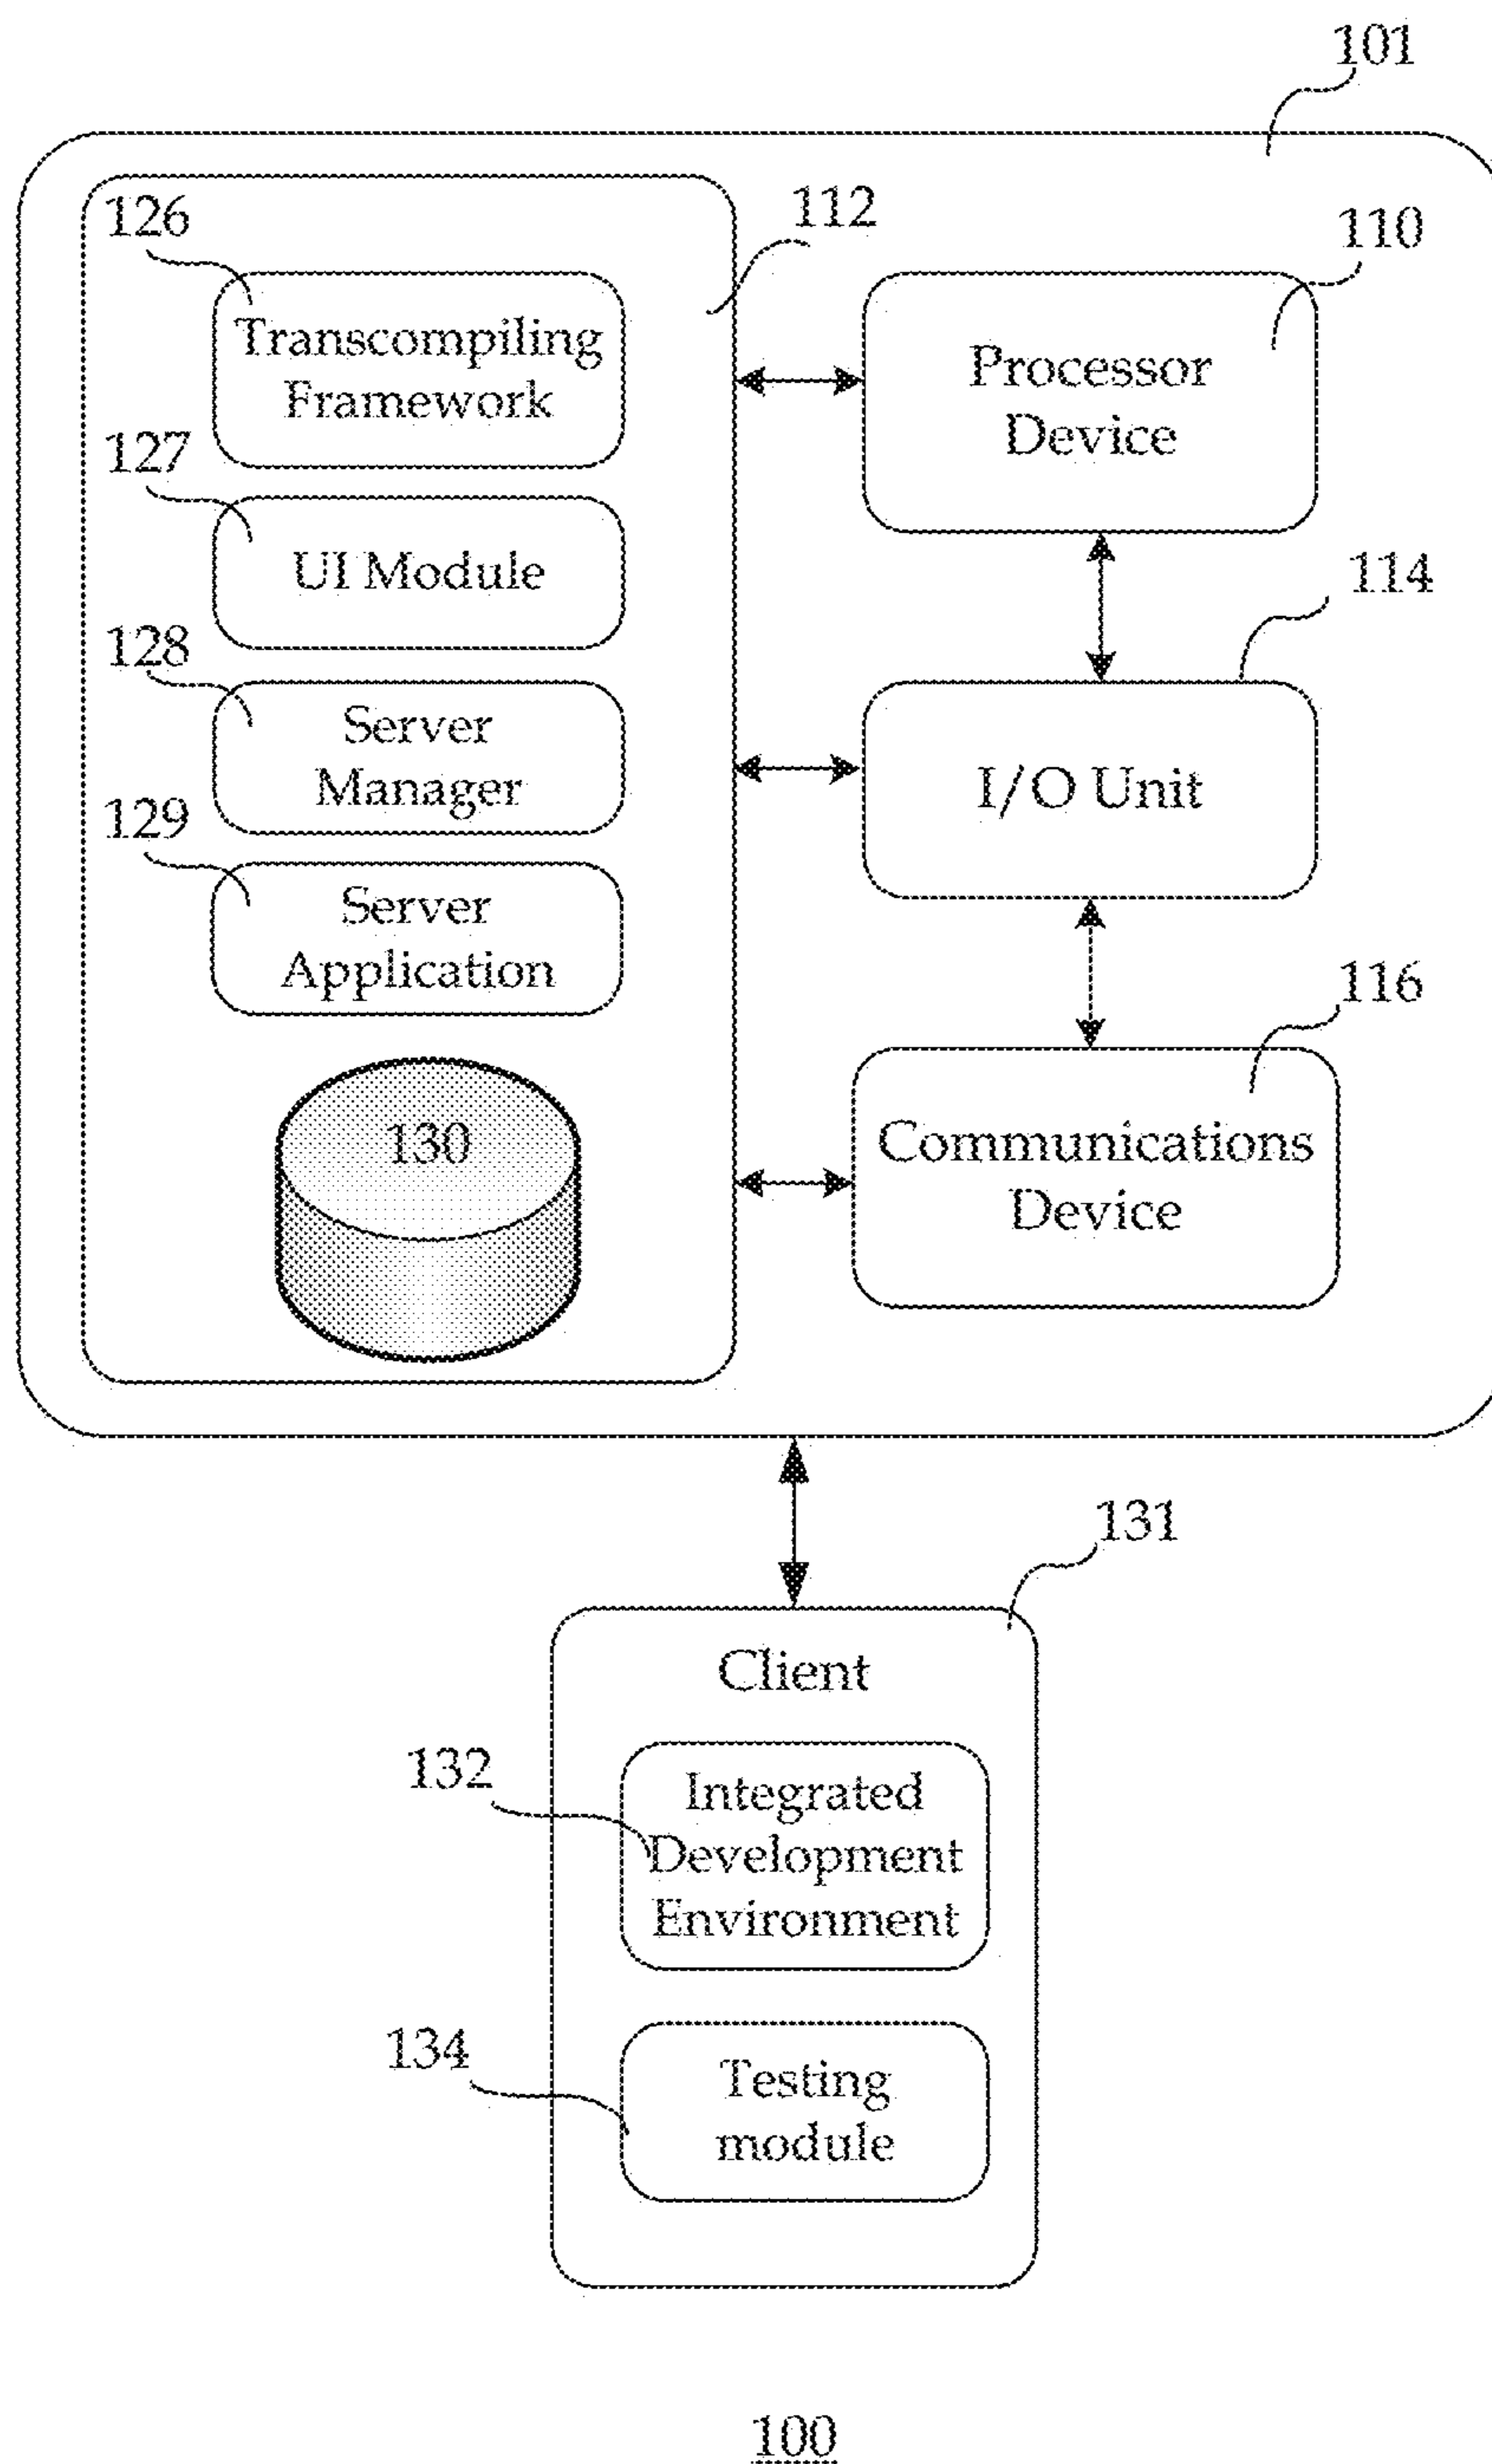 101
126
112
110
Transcompiling
Framework
Processor
Device
127
UI Module
114
128
Server
Manager
I/O Unit
129
Server
Application
116
130
Communications
Device
131
Client
132
Integrated
Development
Environment
134
Testing
module
100